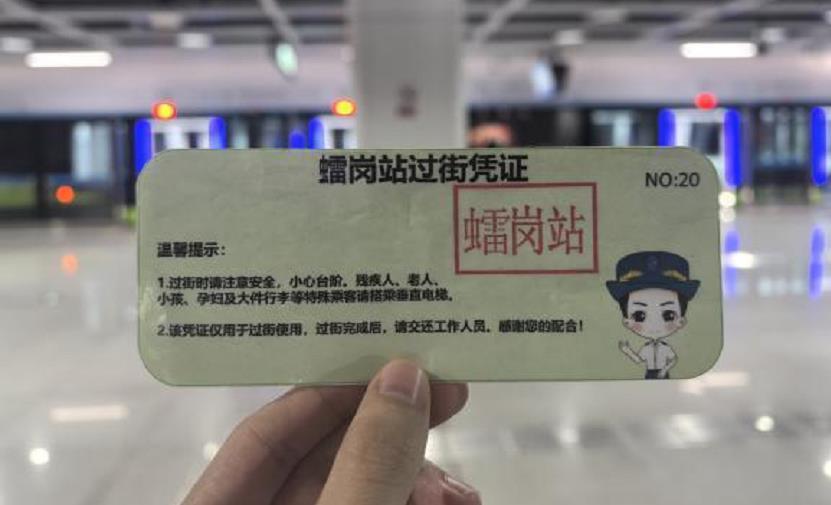 蠕岗站过街凭证
NO:20
蠕岗站
温馨提示：
1.过街时请注意安全，小心台阶。残疾人、老人、
小孩、孕妇及大件行李等特殊乘客请搭乘垂直电梯。
2.该凭证仅用于过街使用，过街完成后，请交还工作人员。感谢您的配合！